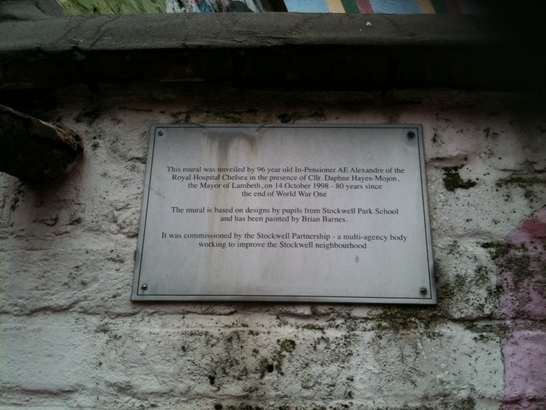 This mural was unveiled by 96 year old In-Pensioner AE Alexandre of the
Royal Hospital Chelsea in the presence of Cllr. Daphne Hayes-Mojon,
the Mayor of Lambeth, on 14 October 1998 - 80 years since
the end of World War One
The mural is based on designs by pupils from Stockwell Park School
and has been painted by Brian Barnes.
It was commissioned by the Stockwell Partnership - a multi-agency body
working to improve the Stockwell neighbourhood